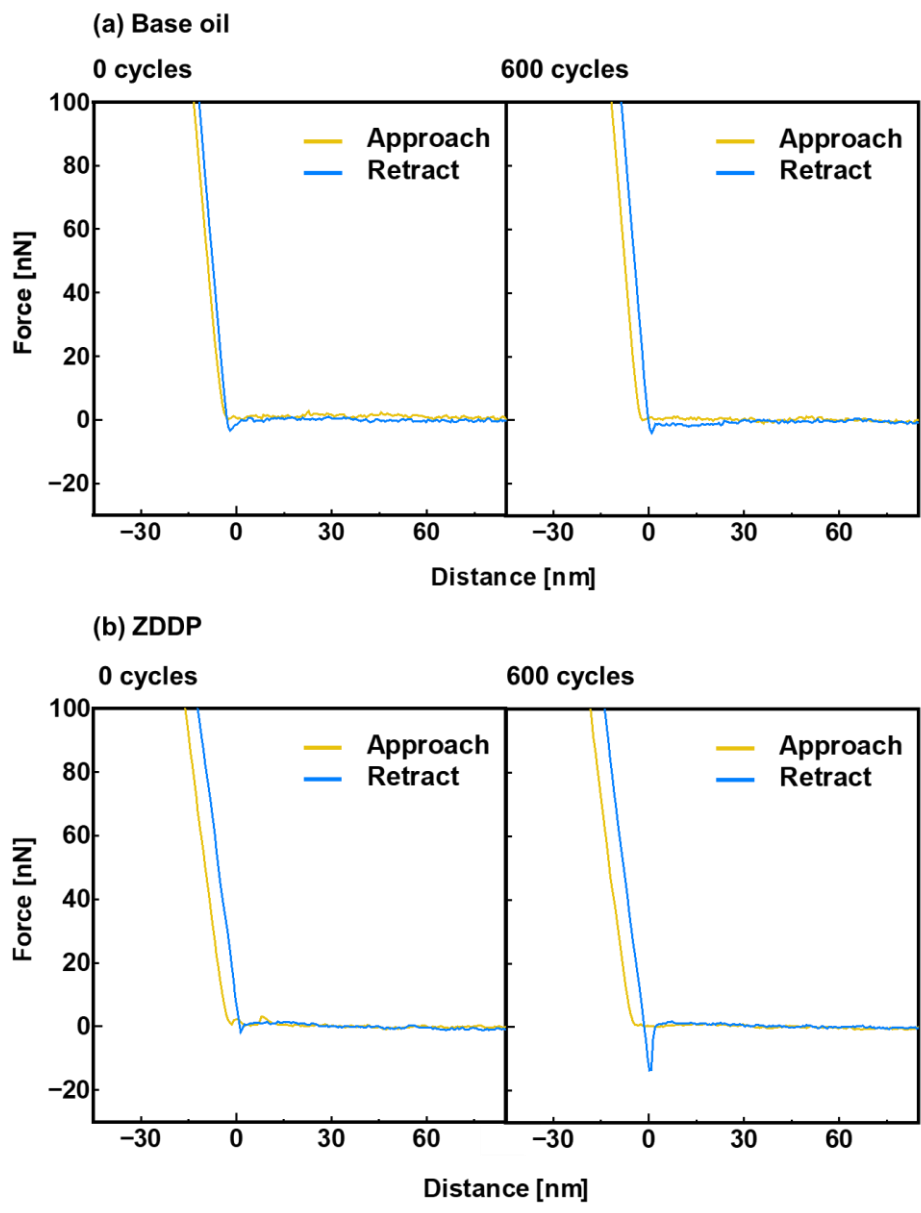 (a) Base oil
0 cycles 600 cycles
100
80
60
40
20
0
−20
Force [nN]
Approach
Retract
Approach
Retract
−30 0 30 60 −30 0 30 60
Distance [nm]
(b) ZDDP
0 cycles 600 cycles
100
80
60
40
20
0
−20
Force [nN]
Approach
Retract
Approach
Retract
−30 0 30 60 −30 0 30 60
Distance [nm]